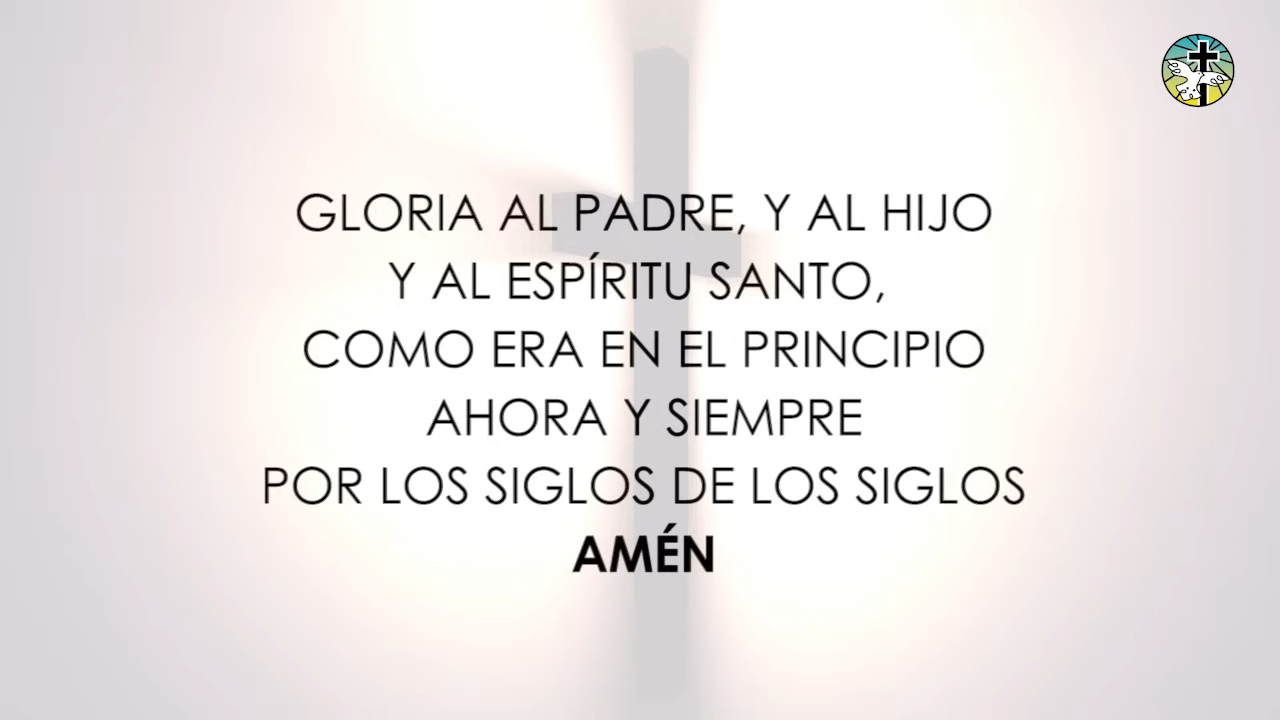 GLORIA AL PADRE, Y AL HIJO
Y AL ESPÍRITU SANTO,
COMO ERA EN EL PRINCIPIO
AHORA Y SIEMPRE
POR LOS SIGLOS DE LOS SIGLOS
AMÉN